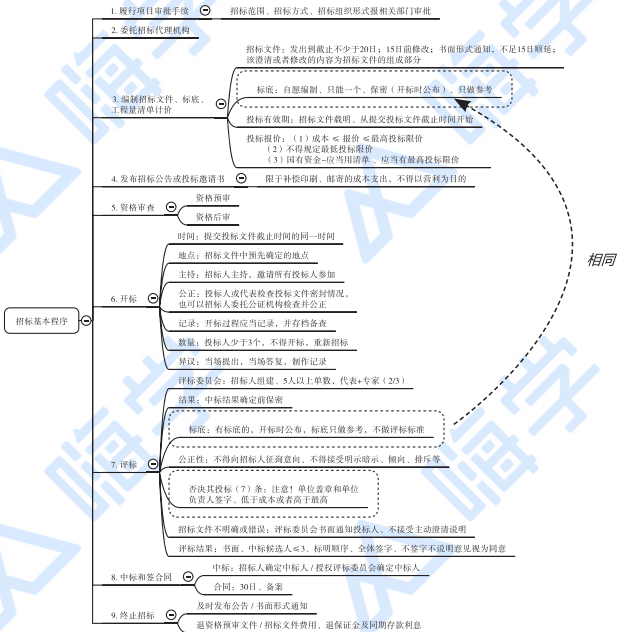 1. 履行项目审批手续
招标范围、招标方式、招标组织形式报相关部门审批
2. 委托招标代理机构
招标文件：发出到截止不少于20日；15日前修改；书面形式通知，不足15日顺延；
该澄清或者修改的内容为招标文件的组成部分
标底：自愿编制、只能一个、保密（开标时公布）、只做参考
3. 编制招标文件、标底、
工程量清单计价
投标有效期：招标文件载明、从提交投标文件截止时间开始
投标报价：（1）成本 ≤ 报价 ≤最高投标限价
（2）不得规定最低投标限价
（3）国有资金-应当用清单、应当有最高投标限价
4. 发布招标公告或投标邀请书
限于补偿印刷、邮寄的成本支出，不得以营利为目的
5. 资格审查
资格预审
资格后审
时间：提交投标文件截止时间的同一时间
地点：招标文件中预先确定的地点
主持：招标人主持，邀请所有投标人参加
6. 开标
公正：投标人或代表检查投标文件密封情况，
也可以招标人委托公证机构检查并公正
记录：开标过程应当记录，并存档备查
数量：投标人少于3个，不得开标，重新招标
异议：当场提出，当场答复，制作记录
招标基本程序
相同
评标委员会：招标人组建、5人以上单数，代表+专家（2/3）
结果：中标结果确定前保密
标底：有标底的，开标时公布，标底只做参考，不做评标标准
7. 评标
公正性：不得向招标人征询意向、不得接受明示暗示、倾向、排斥等
否决其投标（7）条：注意！单位盖章和单位
负责人签字、低于成本或者高于最高
招标文件不明确或错误：评标委员会书面通知投标人、不接受主动澄清说明
评标结果：书面、中标候选人≤3、标明顺序、全体签字、不签字不说明意见视为同意
8. 中标和签合同
中标：招标人确定中标人 / 授权评标委员会确定中标人
合同：30日、备案
9. 终止招标
及时发布公告 / 书面形式通知
退资格预审文件 / 招标文件费用、退保证金及同期存款利息
嗨学
嗨学
嗨学
嗨学